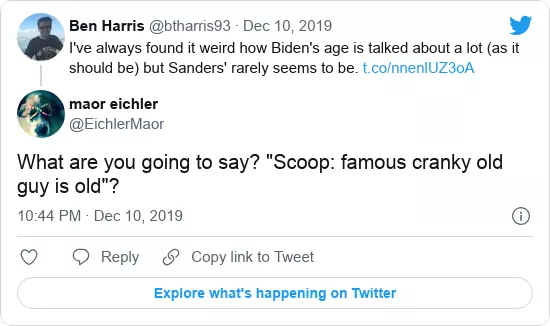 Ben Harris @btharris93 · Dec 10, 2019
I've always found it weird how Biden's age is talked about a lot (as it
should be) but Sanders' rarely seems to be. t.co/nnenlUZ3oA
maor eichler
@EichlerMaor
What are you going to say? "Scoop: famous cranky old
guy is old"?
10:44 PM · Dec 10, 2019
Reply Copy link to Tweet
Explore what's happening on Twitter